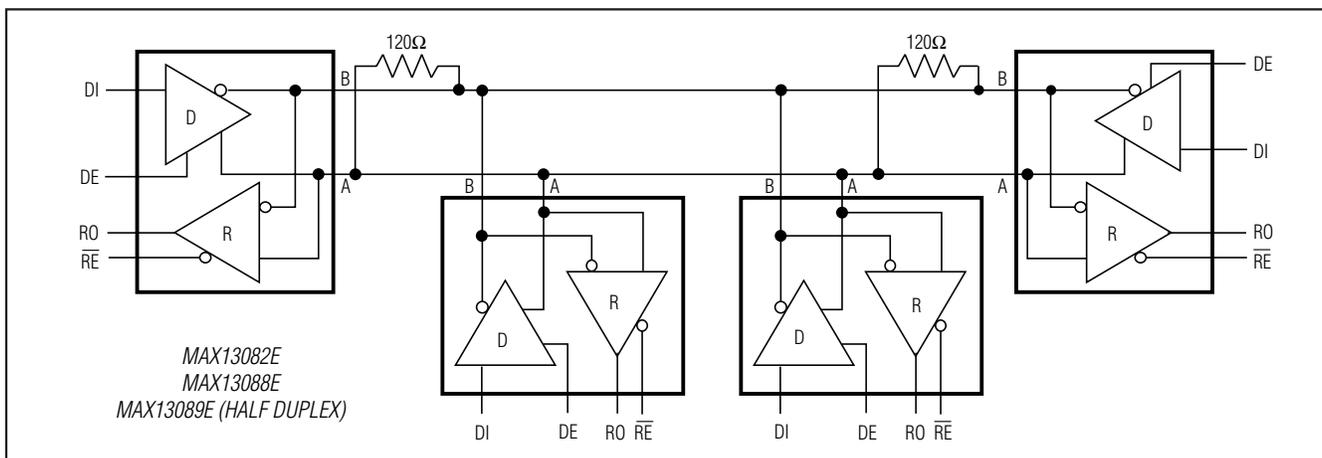 120Ω 120Ω
DI B B DE
D D
DI
DE A B A B A A
RO R R RO
RE RE
D R D R
MAX13082E
MAX13088E
MAX13089E (HALF DUPLEX)
DI DE RO RE DI DE RO RE